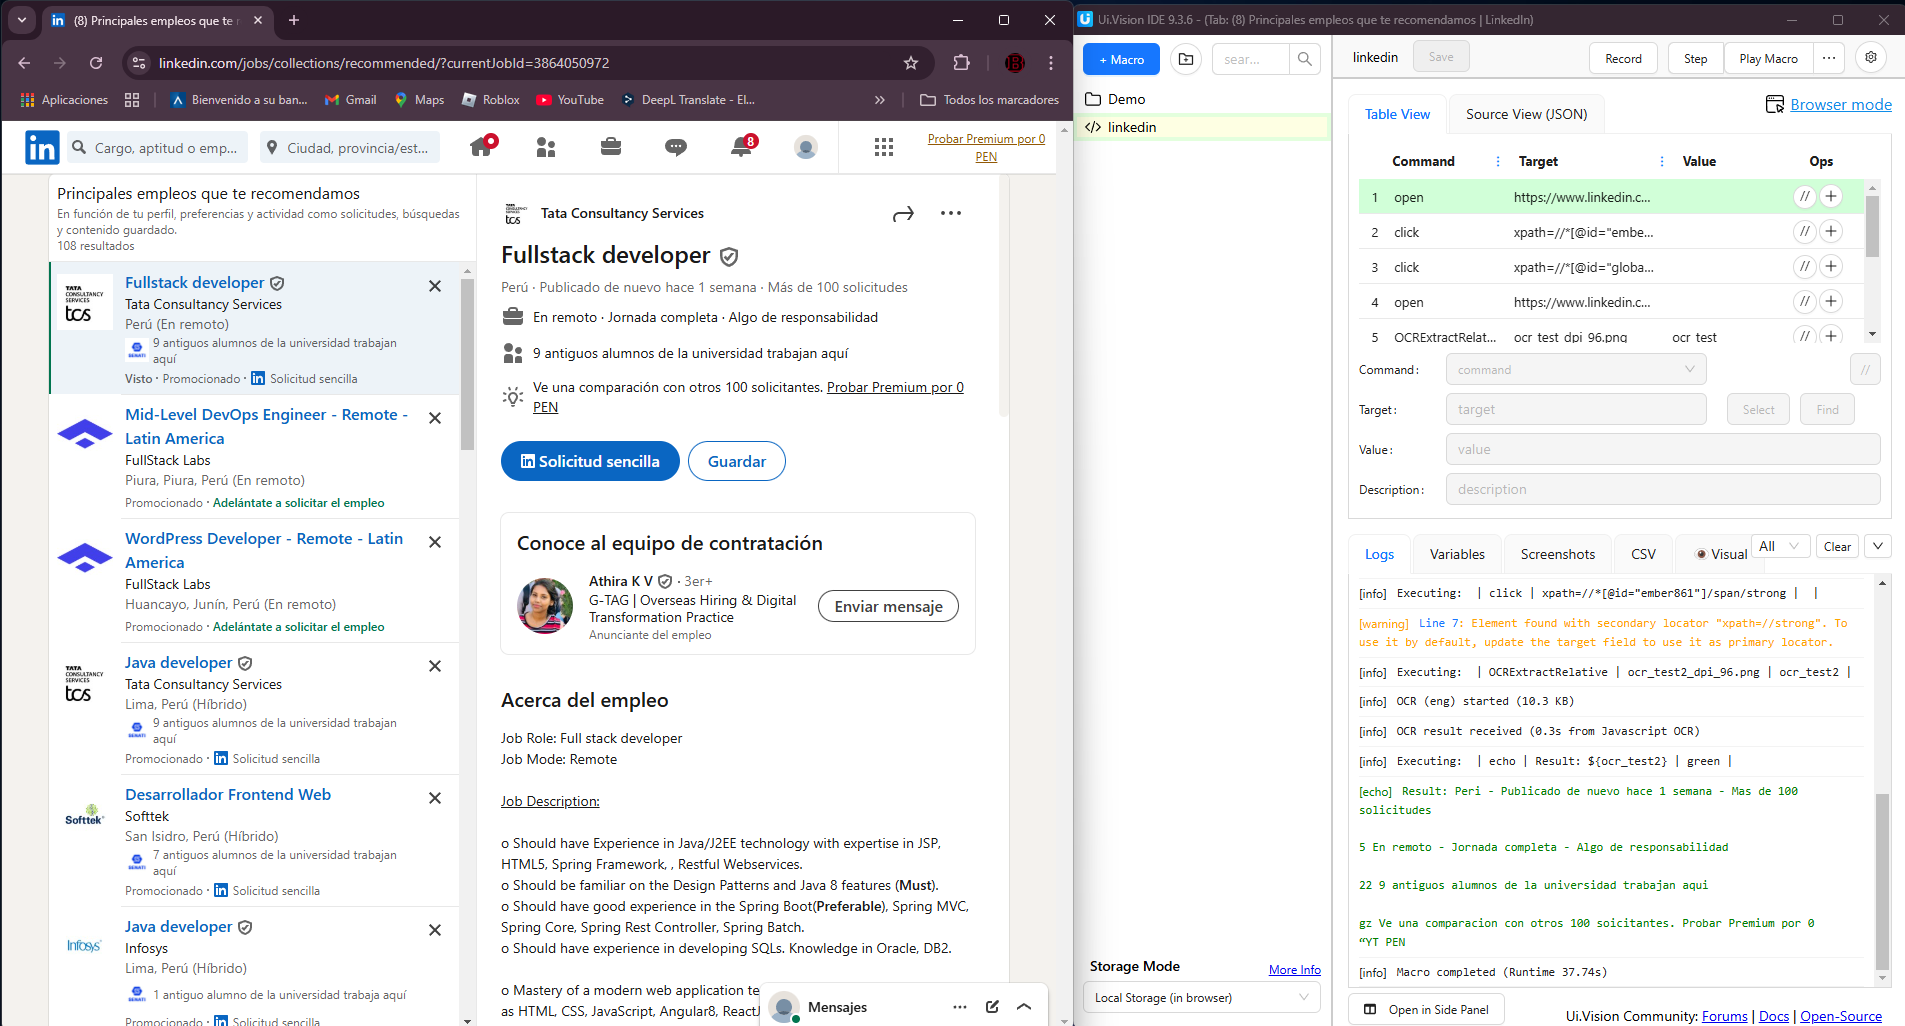 (8) Principales empleos que te r
linkedin.com/jobs/collections/recommended/?currentJobId=3864050972
Aplicaciones
Bienvenido a su ban...
Gmail
Maps
Roblox
YouTube
DeepL Translate - El...
»
Todos los marcadores
in
Cargo, aptitud o emp...
Ciudad, provincia/est...
8
Probar Premium por 0
PEN
Principales empleos que te recomendamos
En función de tu perfil, preferencias y actividad como solicitudes, búsquedas
y contenido guardado.
108 resultados
TATA
CONSULTANCY
SERVICES
tcs
Fullstack developer
Tata Consultancy Services
Perú (En remoto)
SENATI
9 antiguos alumnos de la universidad trabajan
aquí
Visto · Promocionado · in Solicitud sencilla
Mid-Level DevOps Engineer - Remote -
Latin America
FullStack Labs
Piura, Piura, Perú (En remoto)
Promocionado · Adelántate a solicitar el empleo
WordPress Developer - Remote - Latin
America
FullStack Labs
Huancayo, Junín, Perú (En remoto)
Promocionado · Adelántate a solicitar el empleo
TATA
CONSULTANCY
SERVICES
tcs
Java developer
Tata Consultancy Services
Lima, Perú (Híbrido)
SENATI
9 antiguos alumnos de la universidad trabajan
aquí
Promocionado · in Solicitud sencilla
Softtek
Desarrollador Frontend Web
Softtek
San Isidro, Perú (Híbrido)
SENATI
7 antiguos alumnos de la universidad trabajan
aquí
Promocionado · in Solicitud sencilla
Infosys
Java developer
Infosys
Lima, Perú (Híbrido)
SENATI
1 antiguo alumno de la universidad trabaja aquí
Promocionado · in Solicitud sencilla
TATA
CONSULTANCY
SERVICES
tcs
Tata Consultancy Services
Fullstack developer
Perú · Publicado de nuevo hace 1 semana · Más de 100 solicitudes
En remoto · Jornada completa · Algo de responsabilidad
9 antiguos alumnos de la universidad trabajan aquí
Ve una comparación con otros 100 solicitantes. Probar Premium por 0
PEN
in Solicitud sencilla
Guardar
Conoce al equipo de contratación
Athira K V · 3er+
G-TAG | Overseas Hiring & Digital
Transformation Practice
Anunciante del empleo
Enviar mensaje
Acerca del empleo
Job Role: Full stack developer
Job Mode: Remote
Job Description:
o Should have Experience in Java/J2EE technology with expertise in JSP,
HTML5, Spring Framework, , Restful Webservices.
o Should be familiar on the Design Patterns and Java 8 features (Must).
o Should have good experience in the Spring Boot(Preferable), Spring MVC,
Spring Core, Spring Rest Controller, Spring Batch.
o Should have experience in developing SQLs. Knowledge in Oracle, DB2.
o Mastery of a modern web application te
as HTML, CSS, JavaScript, Angular8, ReactJ
Mensajes
Ui.Vision IDE 9.3.6 - (Tab: (8) Principales empleos que te recomendamos | LinkedIn)
+ Macro
sear...
Demo
linkedin
Storage Mode
More Info
Local Storage (in browser)
linkedin
Save
Record
Step
Play Macro
...
Table View
Source View (JSON)
Browser mode
Command
Target
Value
Ops
1 open https://www.linkedin.c... // +
2 click xpath=//*[@id="embe... // +
3 click xpath=//*[@id="globa... // +
4 open https://www.linkedin.c... // +
5 OCRExtractRelat... ocr_test_dpi_96.png ocr_test // +
Command:
command
//
Target:
target
Select
Find
Value:
value
Description:
description
Logs
Variables
Screenshots
CSV
Visual
All
Clear
[info] Executing: | click | xpath=//*[@id="ember861"]/span/strong | |
[warning] Line 7: Element found with secondary locator "xpath=//strong". To
use it by default, update the target field to use it as primary locator.
[info] Executing: | OCRExtractRelative | ocr_test2_dpi_96.png | ocr_test2 |
[info] OCR (eng) started (10.3 KB)
[info] OCR result received (0.3s from Javascript OCR)
[info] Executing: | echo | Result: ${ocr_test2} | green |
[echo] Result: Peri - Publicado de nuevo hace 1 semana - Mas de 100
solicitudes
5 En remoto - Jornada completa - Algo de responsabilidad
22 9 antiguos alumnos de la universidad trabajan aqui
gz Ve una comparacion con otros 100 soicitantes. Probar Premium por 0
“YT PEN
[info] Macro completed (Runtime 37.74s)
Open in Side Panel
Ui.Vision Community: Forums | Docs | Open-Source